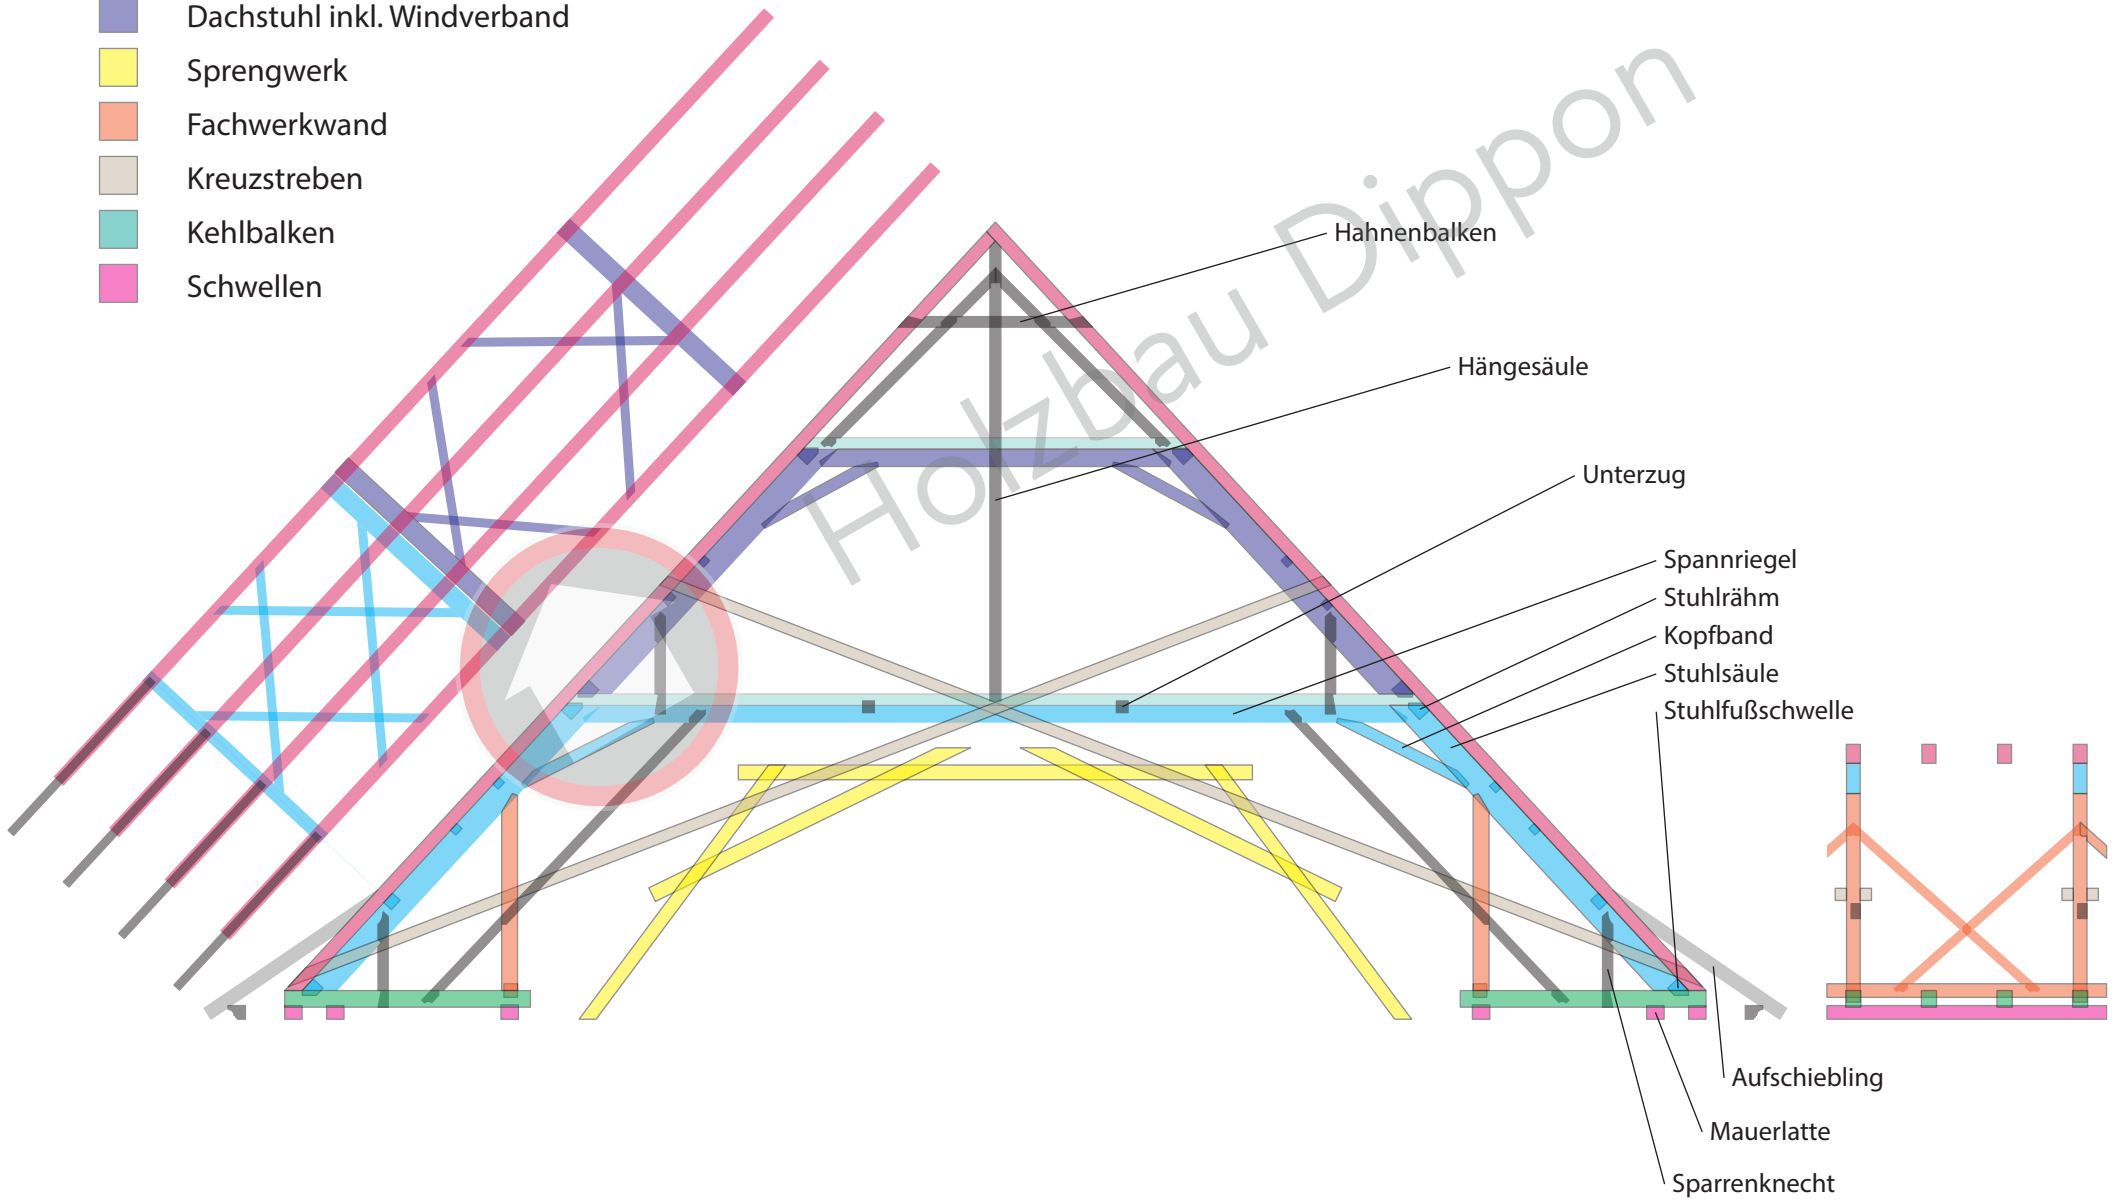 Dachstuhl inkl. Windverband
Sprengwerk
Fachwerkwand
Kreuzstreben
Kehlbalken
Schwellen
Holzbau Dippon
Hahnenbalken
Hängesäule
Unterzug
Spannriegel
Stuhlrähm
Kopfband
Stuhlsäule
Stuhlfußschwelle
Aufschiebling
Mauerlatte
Sparrenknecht